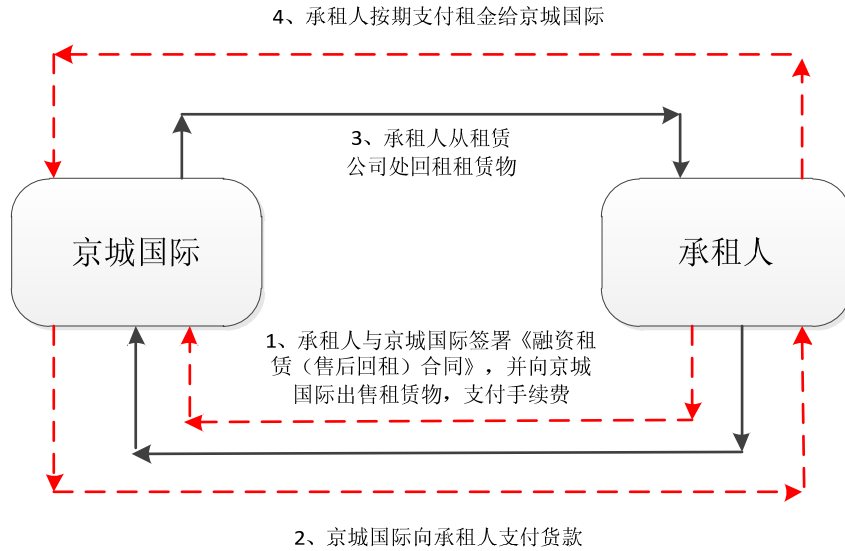 4、承租人按期支付租金给京城国际
3、承租人从租赁
公司处回租租赁物
京城国际
承租人
1、承租人与京城国际签署《融资租
赁（售后回租）合同》，并向京城
国际出售租赁物，支付手续费
2、京城国际向承租人支付货款